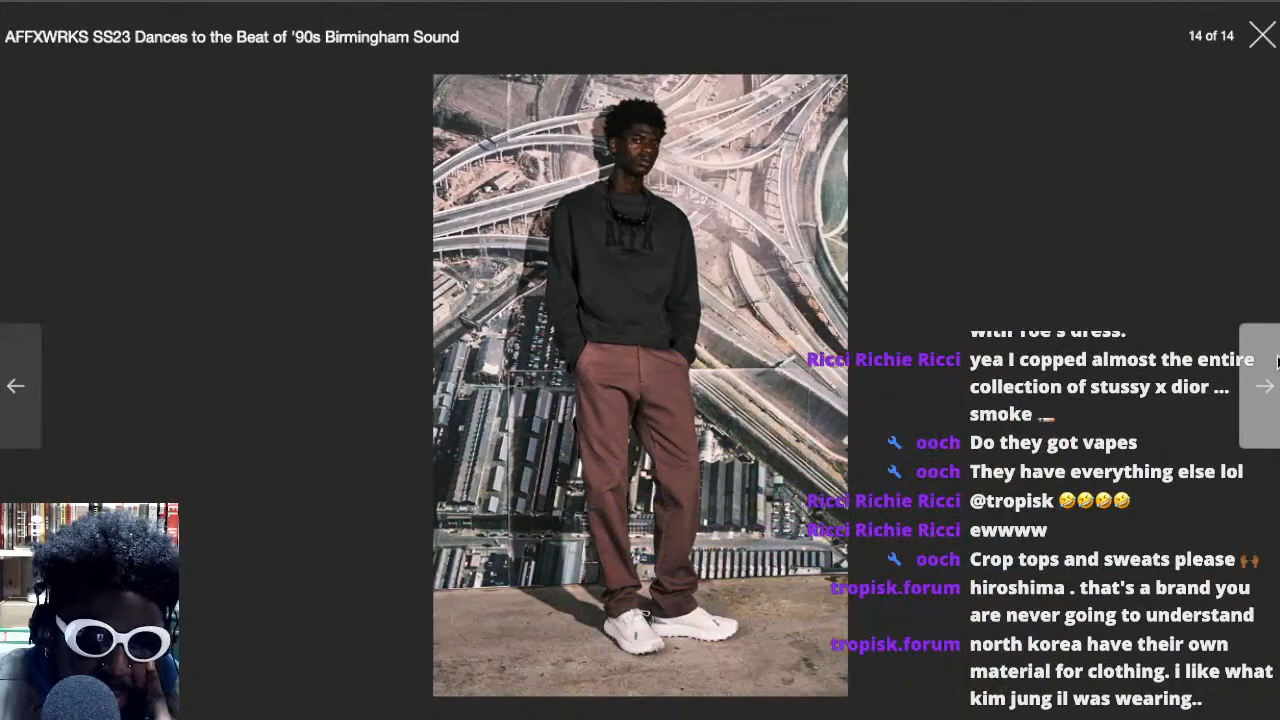 AFFXWRKS SS23 Dances to the Beat of '90s Birmingham Sound
14 of 14
AFFX
Ricci Richie Ricci yea I copped almost the entire
collection of stussy x dior ...
smoke 🚬
ooch Do they got vapes
ooch They have everything else lol
Ricci Richie Ricci @tropisk 🤣🤣🤣🤣
Ricci Richie Ricci ewwww
ooch Crop tops and sweats please 🙌🏾
tropisk.forum hiroshima . that's a brand you
are never going to understand
tropisk.forum north korea have their own
material for clothing. i like what
kim jung il was wearing..